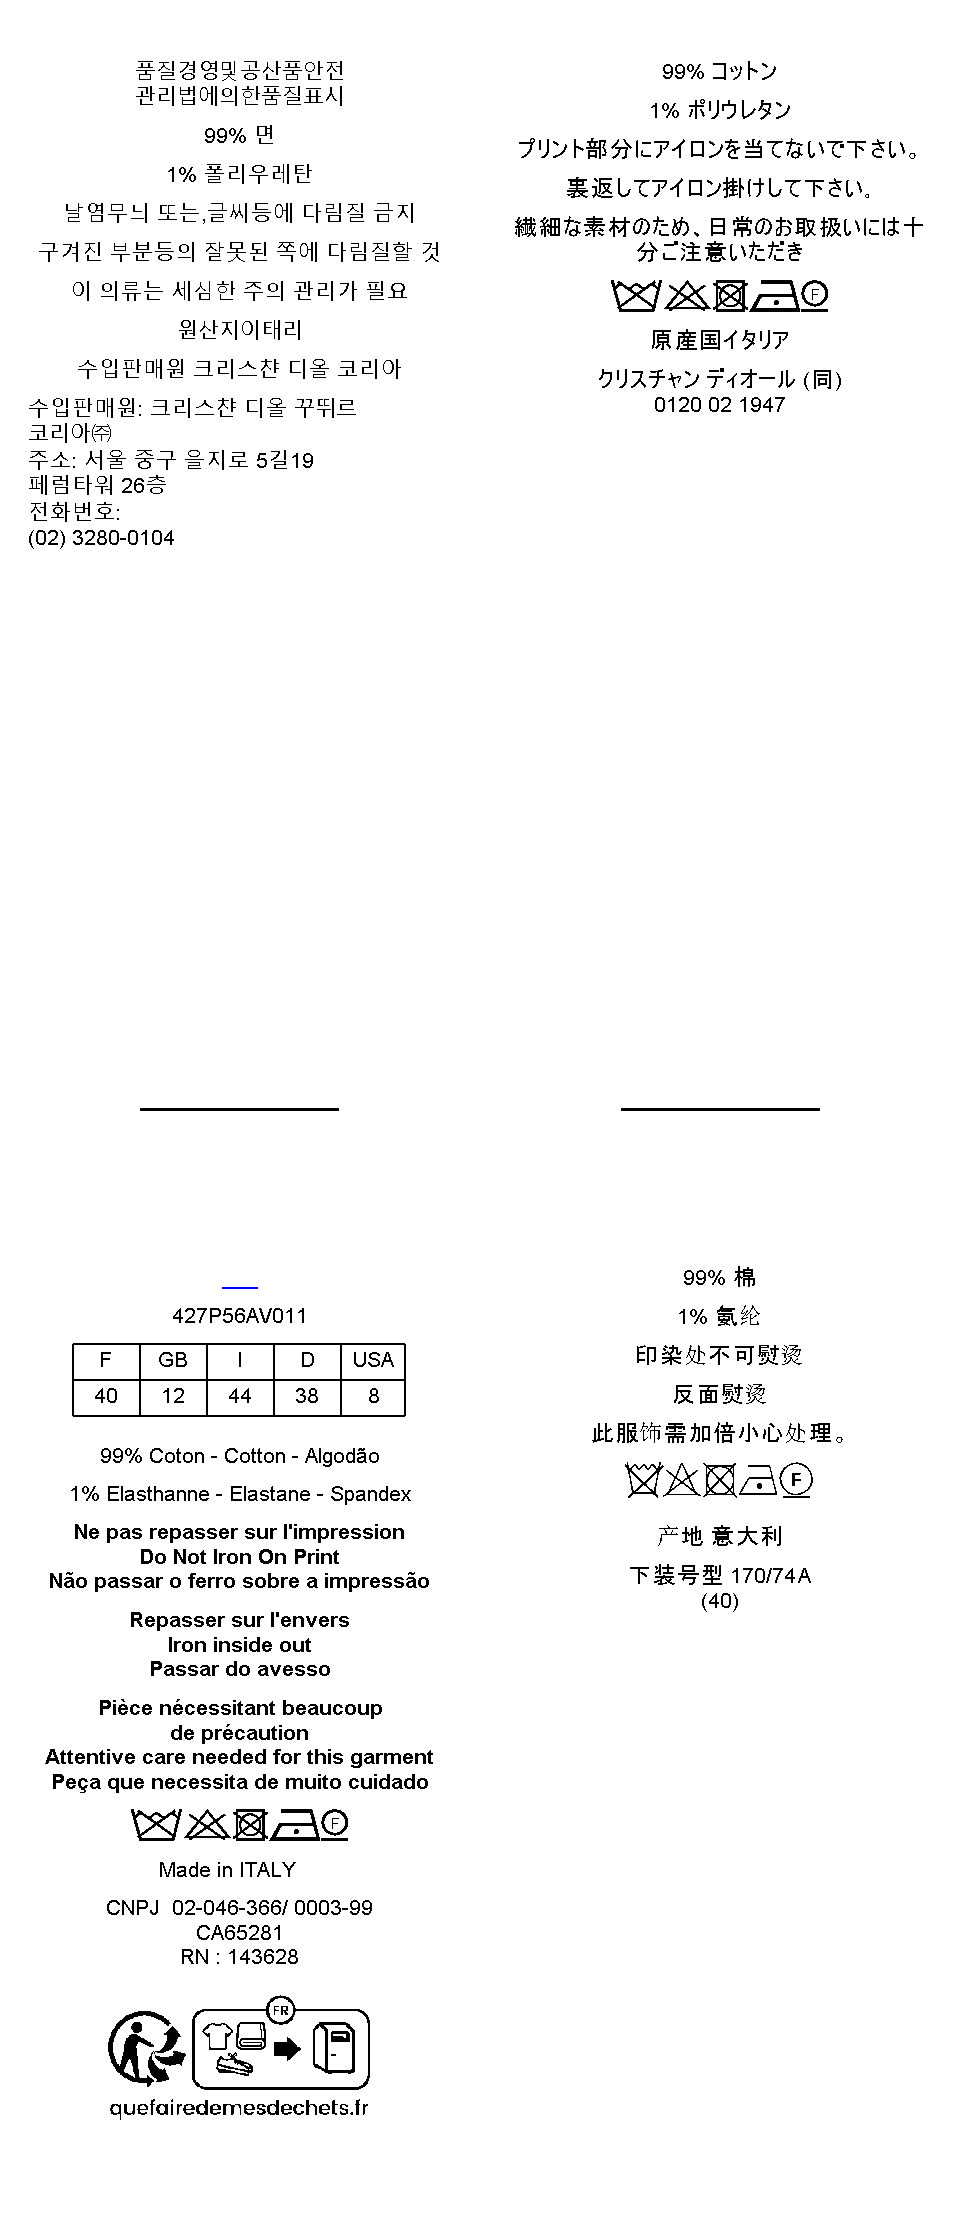 품질경영및공산품안전
관리법에의한품질표시
99% 면
1% 폴리우레탄
날염무늬 또는,글씨등에 다림질 금지
구겨진 부분등의 잘못된 쪽에 다림질할 것
이 의류는 세심한 주의 관리가 필요
원산지이태리
수입판매원 크리스챤 디올 코리아
수입판매원: 크리스챤 디올 꾸뛰르
코리아㈜
주소: 서울 중구 을지로 5길19
페럼타워 26층
전화번호:
(02) 3280-0104
99% コットン
1% ポリウレタン
プリント部分にアイロンを当てないで下さい。
裏返してアイロン掛けして下さい。
繊細な素材のため、日常のお取扱いには十
分ご注意いただき
F
原産国イタリア
クリスチャン ディオール (同)
0120 02 1947
427P56AV011
F GB I D USA
40 12 44 38 8
99% Coton - Cotton - Algodão
1% Elasthanne - Elastane - Spandex
Ne pas repasser sur l'impression
Do Not Iron On Print
Não passar o ferro sobre a impressão
Repasser sur l'envers
Iron inside out
Passar do avesso
Pièce nécessitant beaucoup
de précaution
Attentive care needed for this garment
Peça que necessita de muito cuidado
F
Made in ITALY
CNPJ 02-046-366/ 0003-99
CA65281
RN : 143628
FR
quefairedemesdechets.fr
99% 棉
1% 氨纶
印染处不可熨烫
反面熨烫
此服饰需加倍小心处理。
F
产地 意大利
下装号型 170/74A
(40)